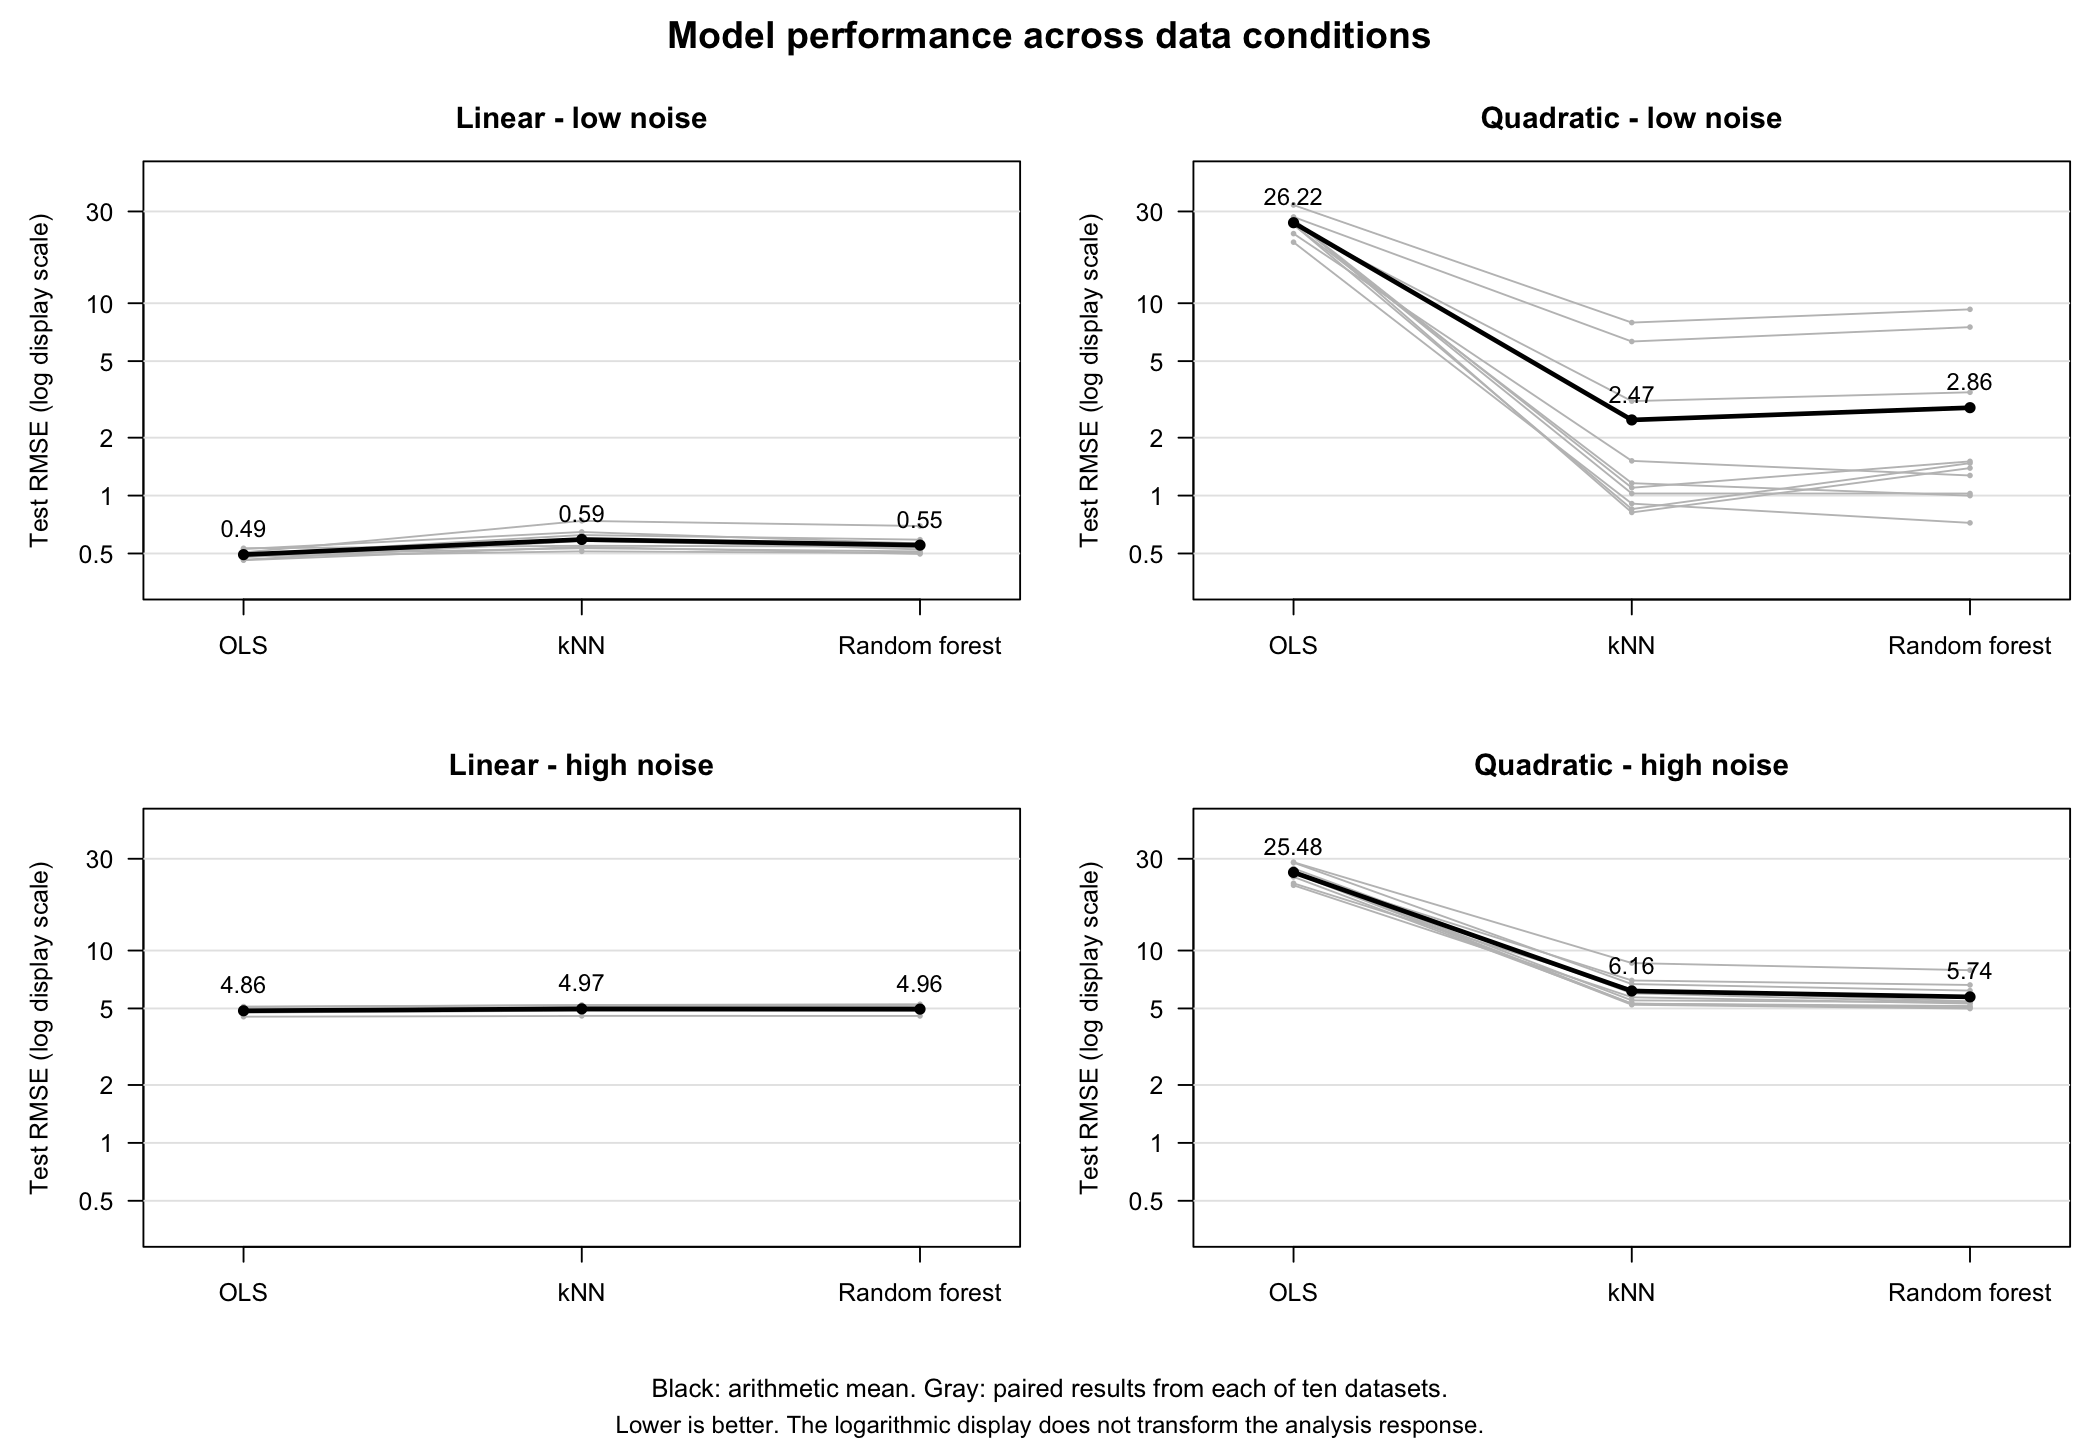 Model performance across data conditions
Linear - low noise
Test RMSE (log display scale)
30
10
5
2
1
0.5
0.49
0.59
0.55
OLS
kNN
Random forest
Quadratic - low noise
Test RMSE (log display scale)
30
10
5
2
1
0.5
26.22
2.47
2.86
OLS
kNN
Random forest
Linear - high noise
Test RMSE (log display scale)
30
10
5
2
1
0.5
4.86
4.97
4.96
OLS
kNN
Random forest
Quadratic - high noise
Test RMSE (log display scale)
30
10
5
2
1
0.5
25.48
6.16
5.74
OLS
kNN
Random forest
Black: arithmetic mean. Gray: paired results from each of ten datasets.
Lower is better. The logarithmic display does not transform the analysis response.